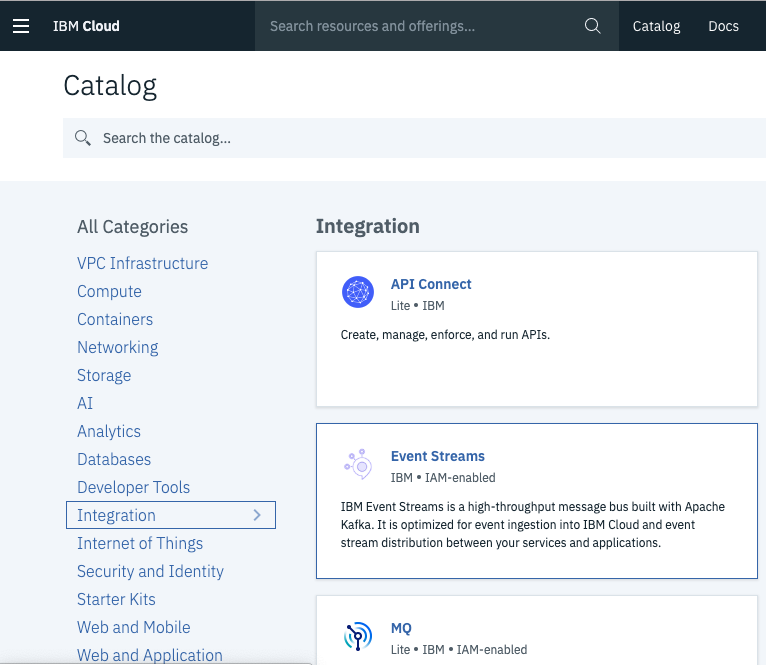 IBM Cloud
Search resources and offerings...
Catalog
Docs
Catalog
Search the catalog...
All Categories
VPC Infrastructure
Compute
Containers
Networking
Storage
AI
Analytics
Databases
Developer Tools
Integration
Internet of Things
Security and Identity
Starter Kits
Web and Mobile
Web and Application
Integration
API Connect
Lite • IBM
Create, manage, enforce, and run APIs.
Event Streams
IBM • IAM-enabled
IBM Event Streams is a high-throughput message bus built with Apache
Kafka. It is optimized for event ingestion into IBM Cloud and event
stream distribution between your services and applications.
MQ
Lite • IBM • IAM-enabled